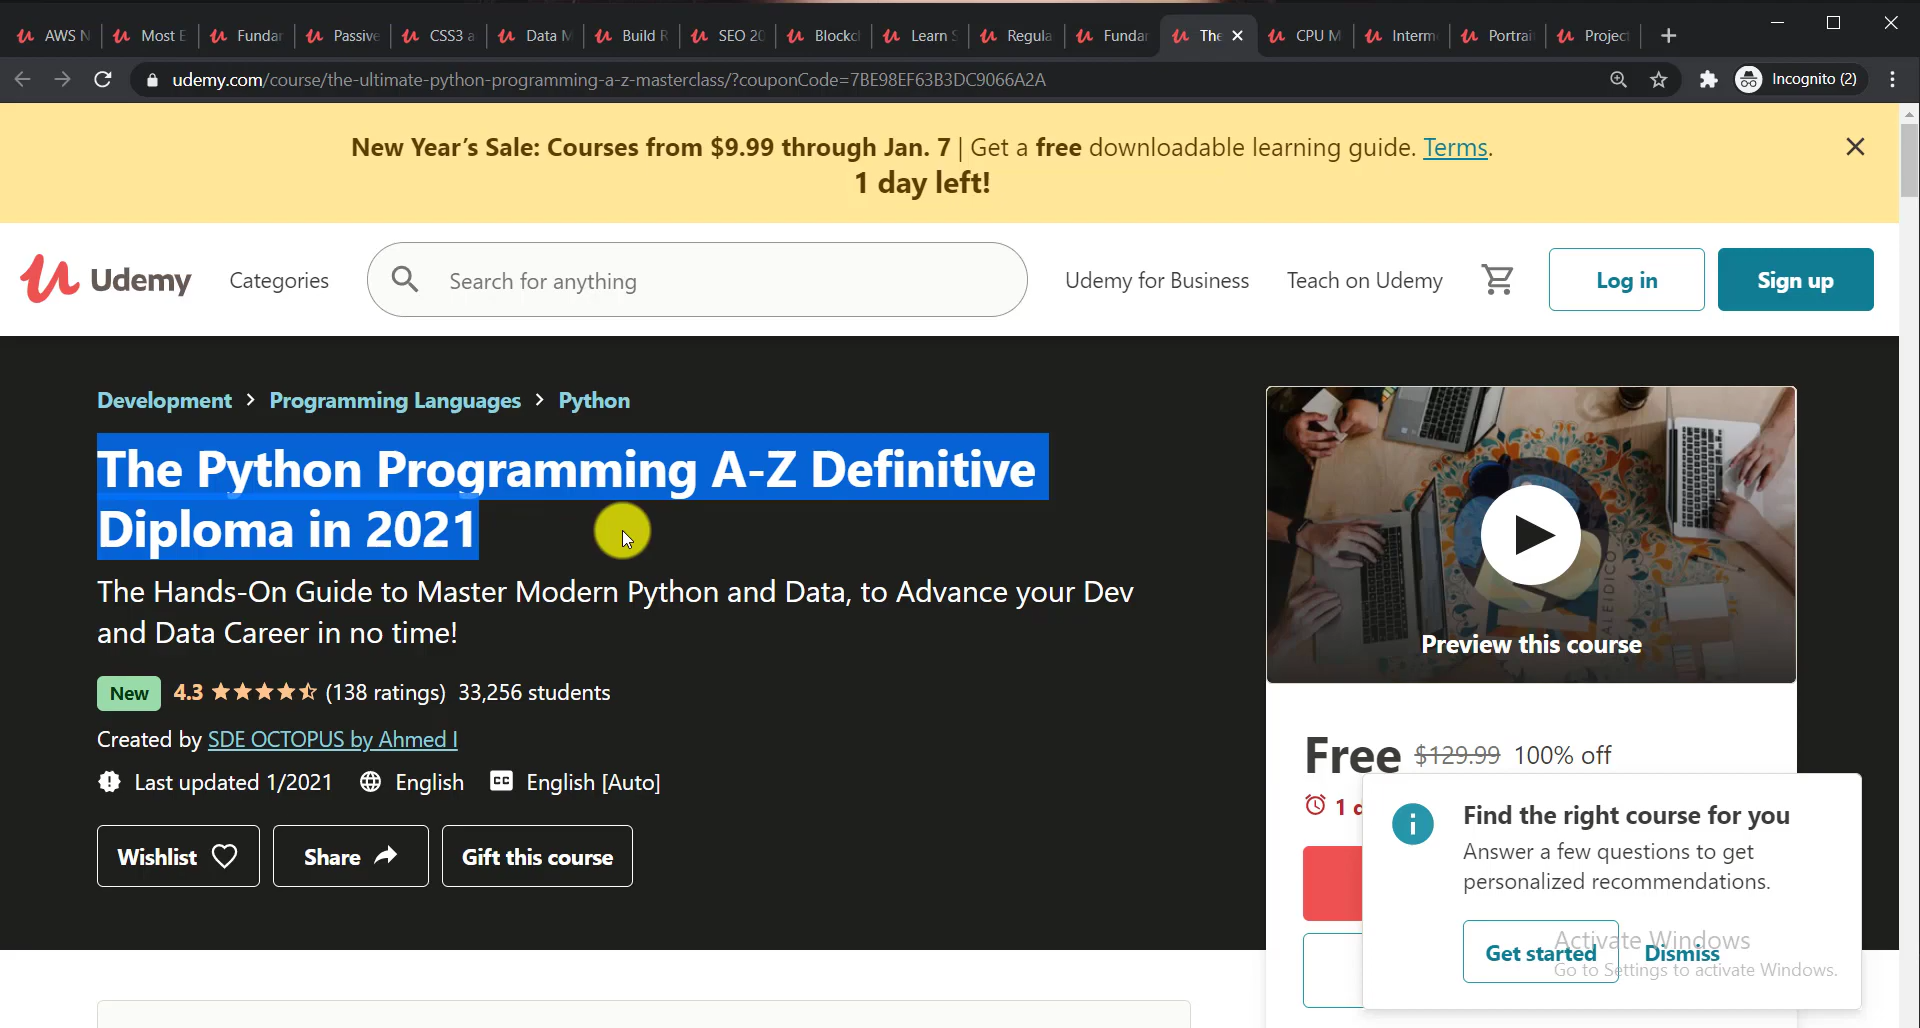 AWS N
Most E
Fundar
Passive
CSS3 a
Data M
Build R
SEO 20
Blockch
Learn S
Regula
Fundar
The
CPU M
Interm
Portrai
Project
udemy.com/course/the-ultimate-python-programming-a-z-masterclass/?couponCode=7BE98EF63B3DC9066A2A
Incognito (2)
New Year's Sale: Courses from $9.99 through Jan. 7 | Get a free downloadable learning guide. Terms.
1 day left!
Udemy
Categories
Search for anything
Udemy for Business
Teach on Udemy
Log in
Sign up
Development > Programming Languages > Python
The Python Programming A-Z Definitive
Diploma in 2021
The Hands-On Guide to Master Modern Python and Data, to Advance your Dev
and Data Career in no time!
New 4.3 (138 ratings) 33,256 students
Created by SDE OCTOPUS by Ahmed I
Last updated 1/2021 English CC English [Auto]
Wishlist
Share
Gift this course
ALEIDICO
Preview this course
Free $129.99 100% off
1 d
Find the right course for you
Answer a few questions to get
personalized recommendations.
Get started
Dismiss
Activate Windows
Go to Settings to activate Windows.